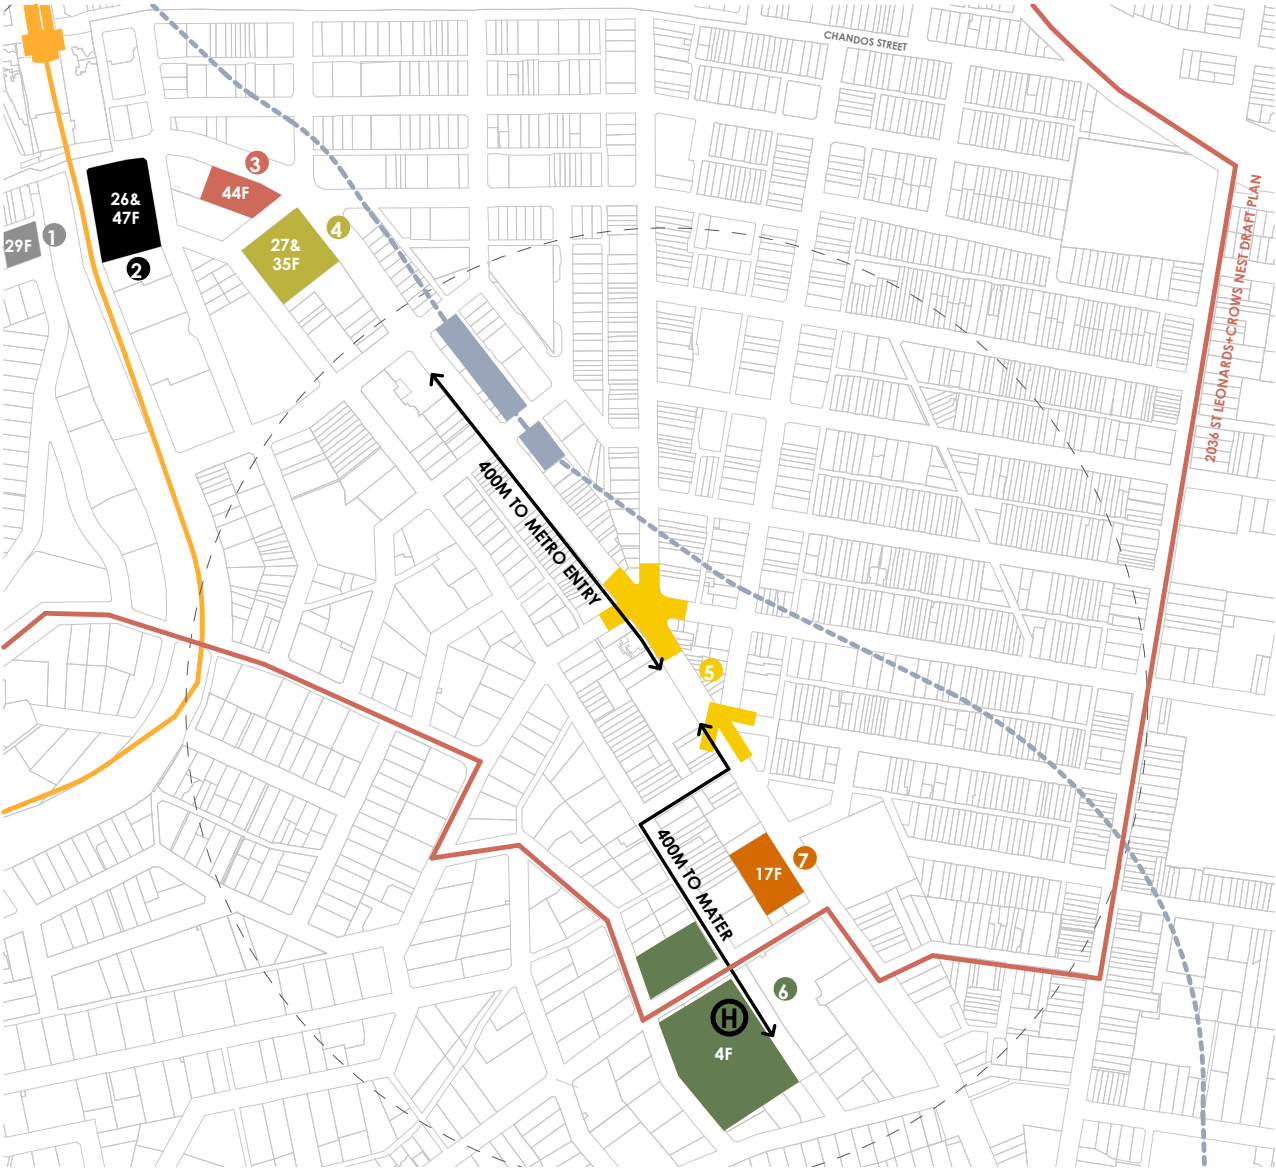 CHANDOS STREET
3
44F
26&
47F
2
29F
1
4
27&
35F
2036 ST LEONARDS+CROWS NEST DRAFT PLAN
400M TO METRO ENTRY
5
400M TO MATER
17F
7
6
H
4F